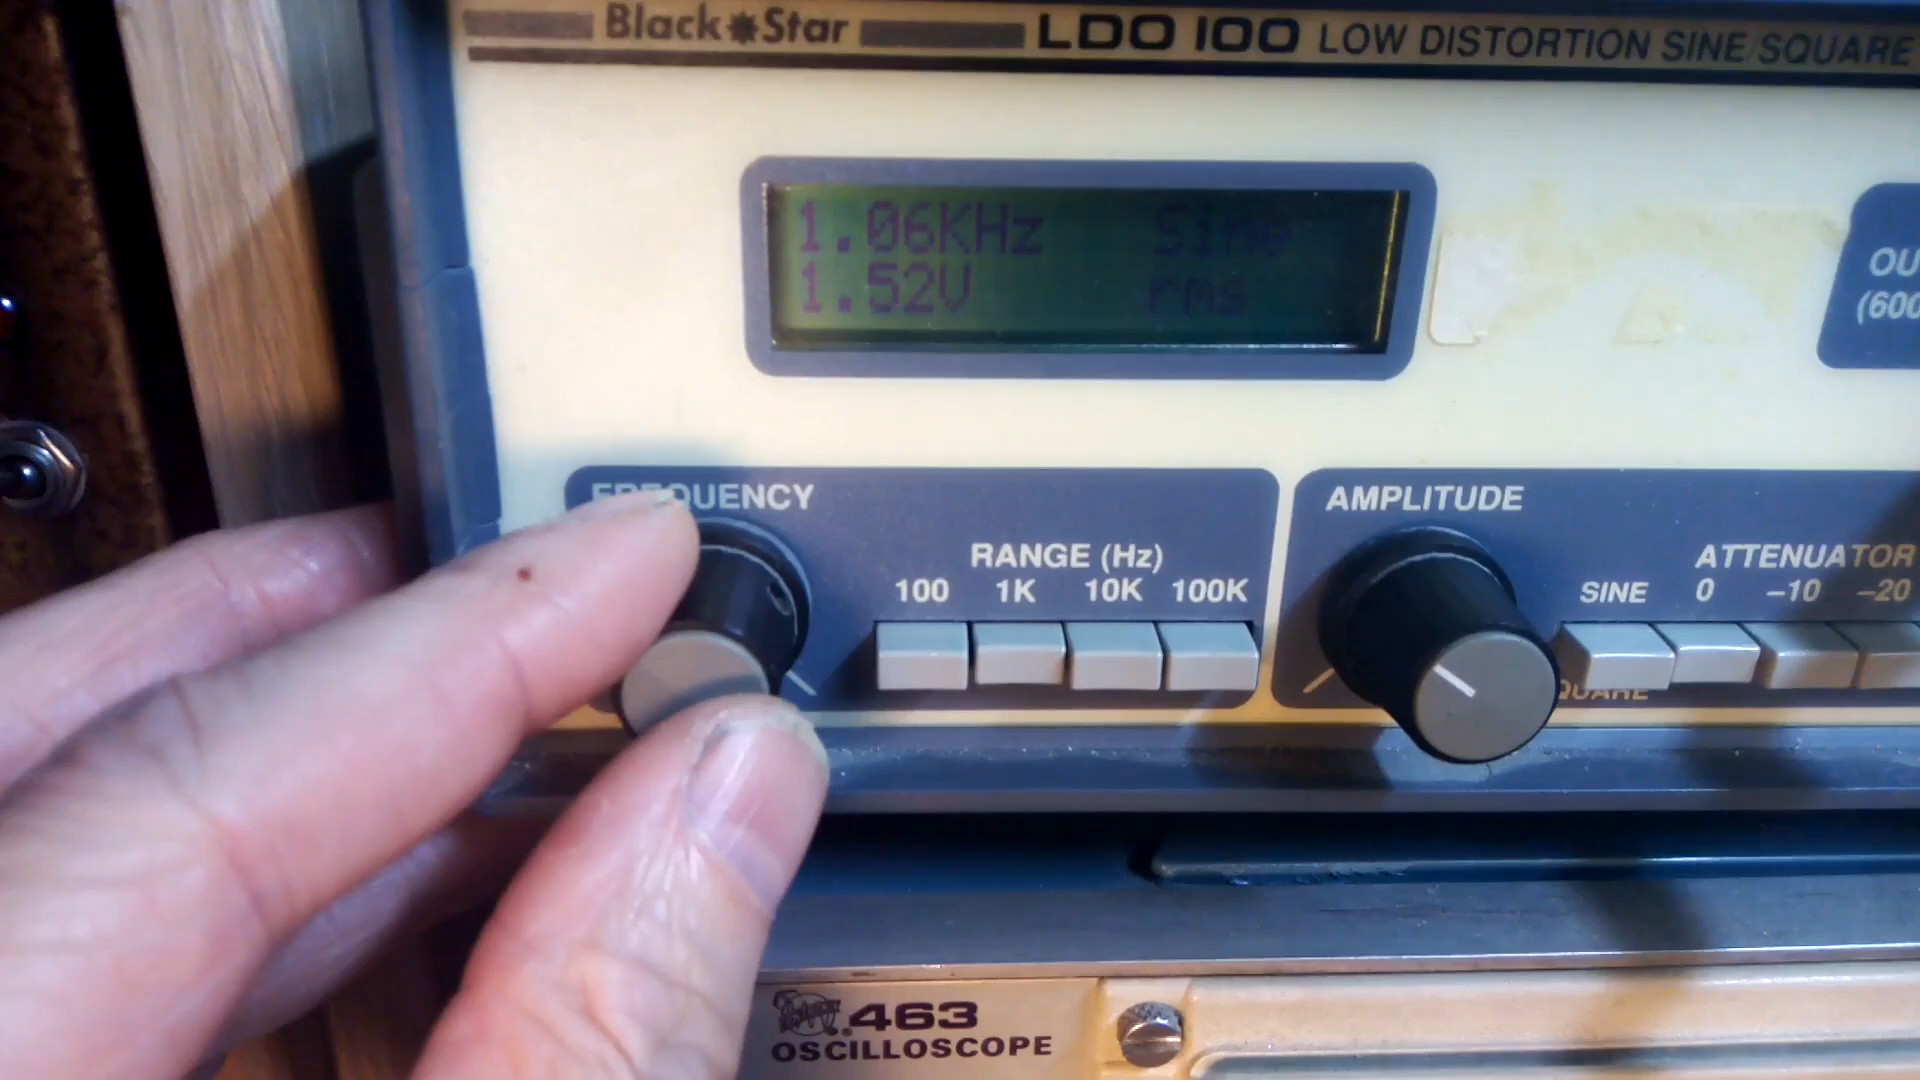 Black Star LDO 100 LOW DISTORTION SINE/SQUARE
1.06KHz Sine
1.52V rms
OU
(600
FREQUENCY
RANGE (Hz)
100 1K 10K 100K
AMPLITUDE
ATTENUATOR
SINE 0 –10 –20
QUARE
463
OSCILLOSCOPE